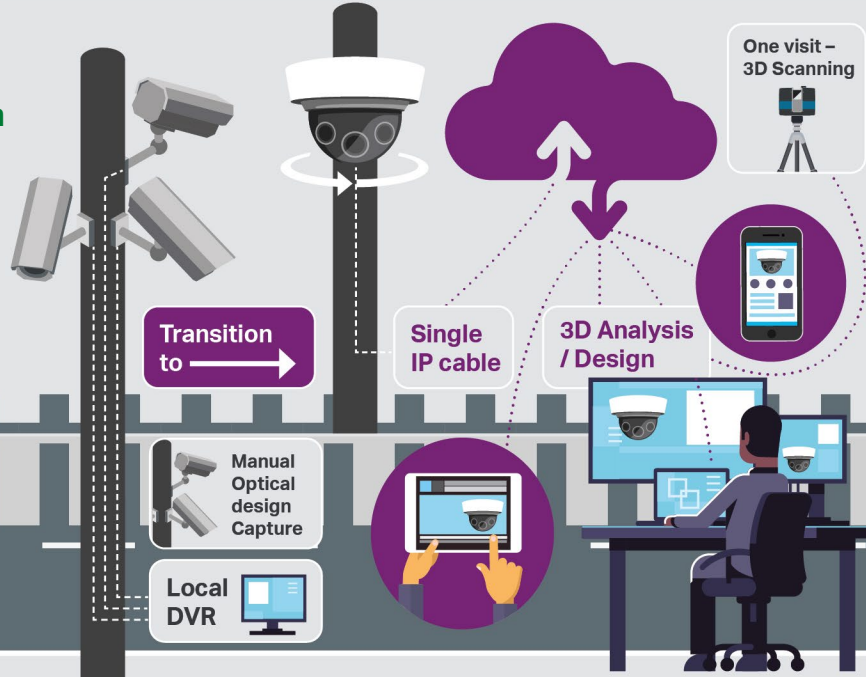 One visit –
3D Scanning
Transition
to
Single
IP cable
3D Analysis
/ Design
Manual
Optical
design
Capture
Local
DVR